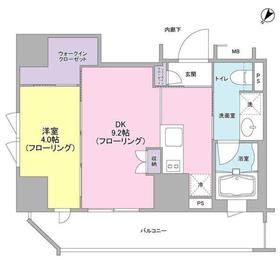 N
内廊下
MB
ウォークイン
クローゼット
玄関
トイレ
PS
洋室
4.0帖
(フローリング)
DK
9.2帖
(フローリング)
収納
洗面室
洗
浴室
冷
PS
バルコニー